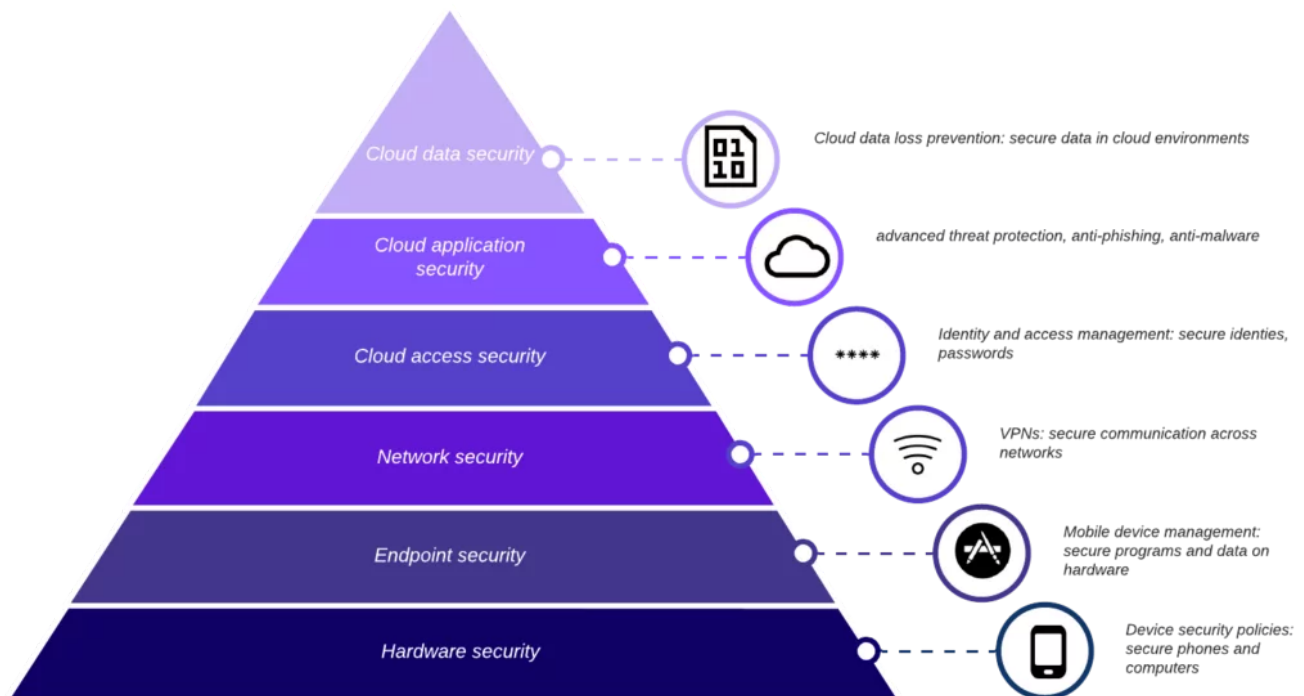 Cloud data security
Cloud data loss prevention: secure data in cloud environments
01
10
Cloud application
security
advanced threat protection, anti-phishing, anti-malware
Cloud access security
****
Identity and access management: secure identies,
passwords
Network security
VPNs: secure communication across
networks
Endpoint security
Mobile device management:
secure programs and data on
hardware
Hardware security
Device security policies:
secure phones and
computers